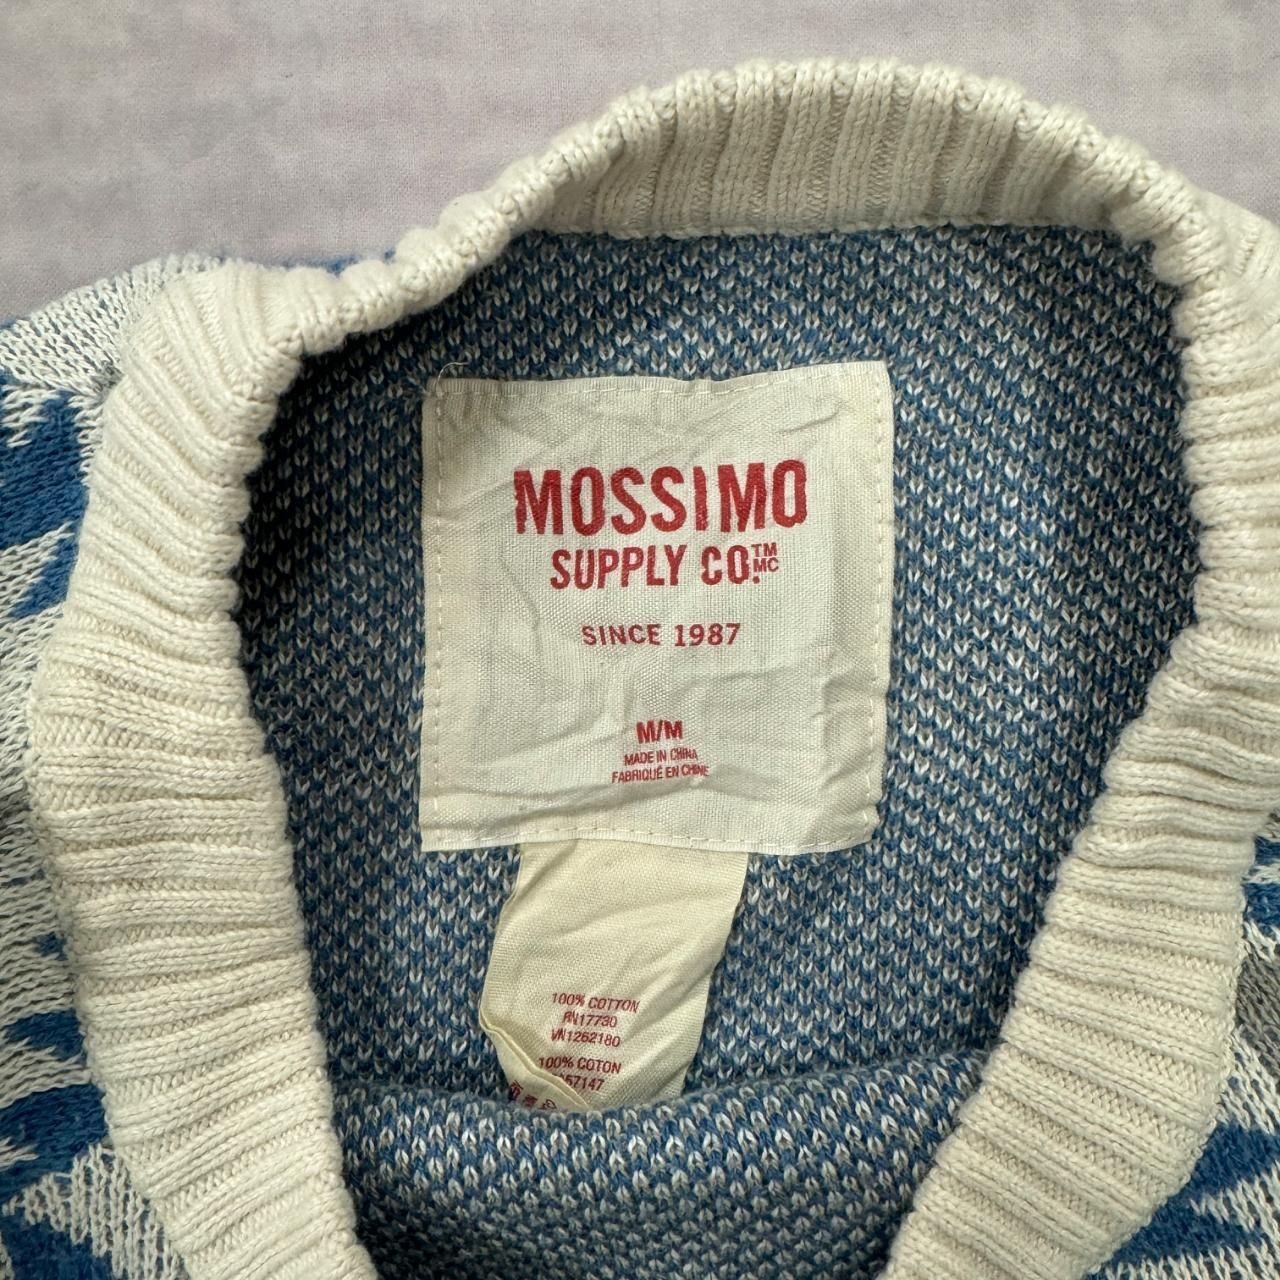 MOSSIMO
SUPPLY CO.™ MC
SINCE 1987
M/M
MADE IN CHINA
FABRIQUÉ EN CHINE
100% COTTON
RN17730
VN1262180
100% COTON
57147